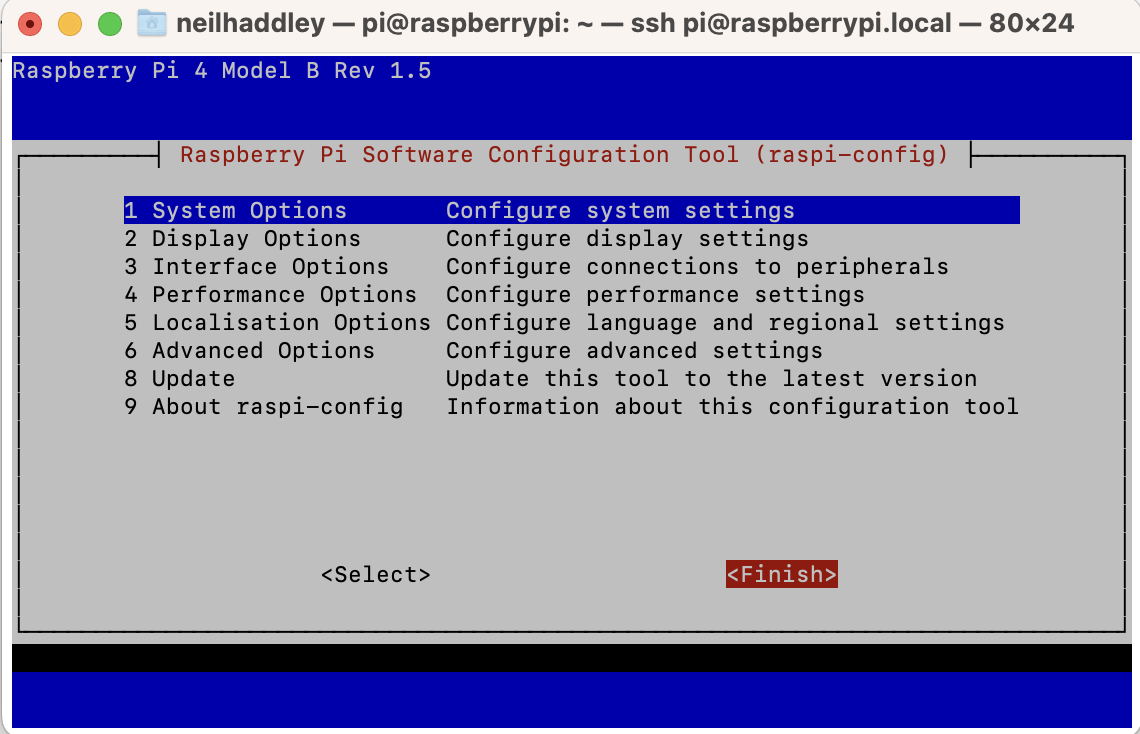 neilhaddley — pi@raspberrypi: ~ — ssh pi@raspberrypi.local — 80×24
Raspberry Pi 4 Model B Rev 1.5
Raspberry Pi Software Configuration Tool (raspi-config)
1 System Options       Configure system settings
2 Display Options      Configure display settings
3 Interface Options    Configure connections to peripherals
4 Performance Options  Configure performance settings
5 Localisation Options Configure language and regional settings
6 Advanced Options     Configure advanced settings
8 Update               Update this tool to the latest version
9 About raspi-config   Information about this configuration tool
<Select>                     <Finish>